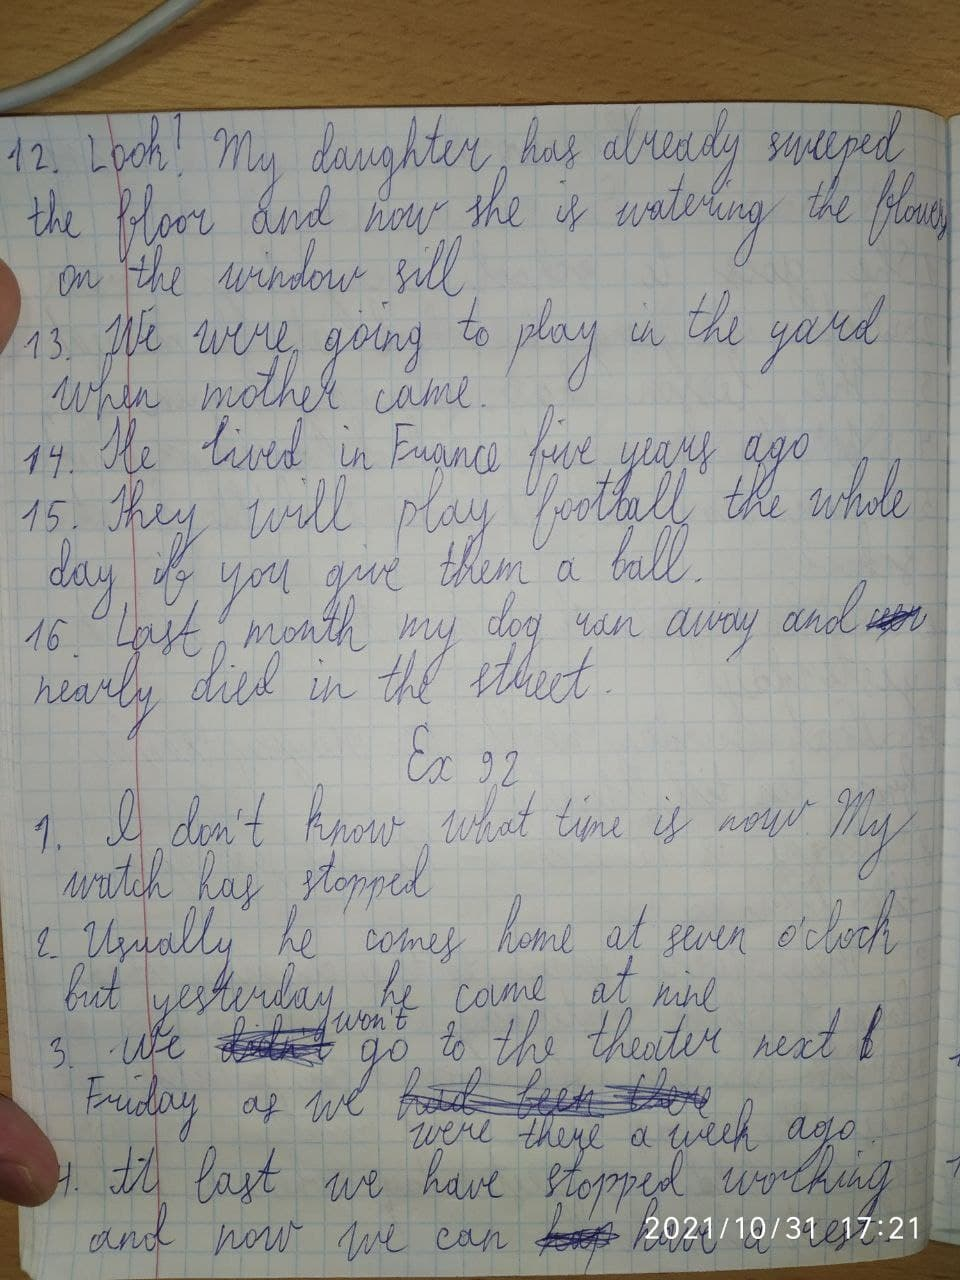 12. Look! My daughter has already sweeped
the floor and now she is watering the flowers
on the window sill
13. We were going to play in the yard
when mother came.
14. He lived in France five years ago
15. They will play football the whole
day if you give them a ball.
16. Last month my dog ran away and
nearly died in the street.
Ex 92
1. I don't know what time is now. My
watch has stopped
2. Usually he comes home at seven o'clock
but yesterday he came at nine
won't
3. We didn't go to the theater next
Friday as we had been there
were there a week ago.
4. At last we have stopped working
and now we can have a rest.
2021/10/31 17:21